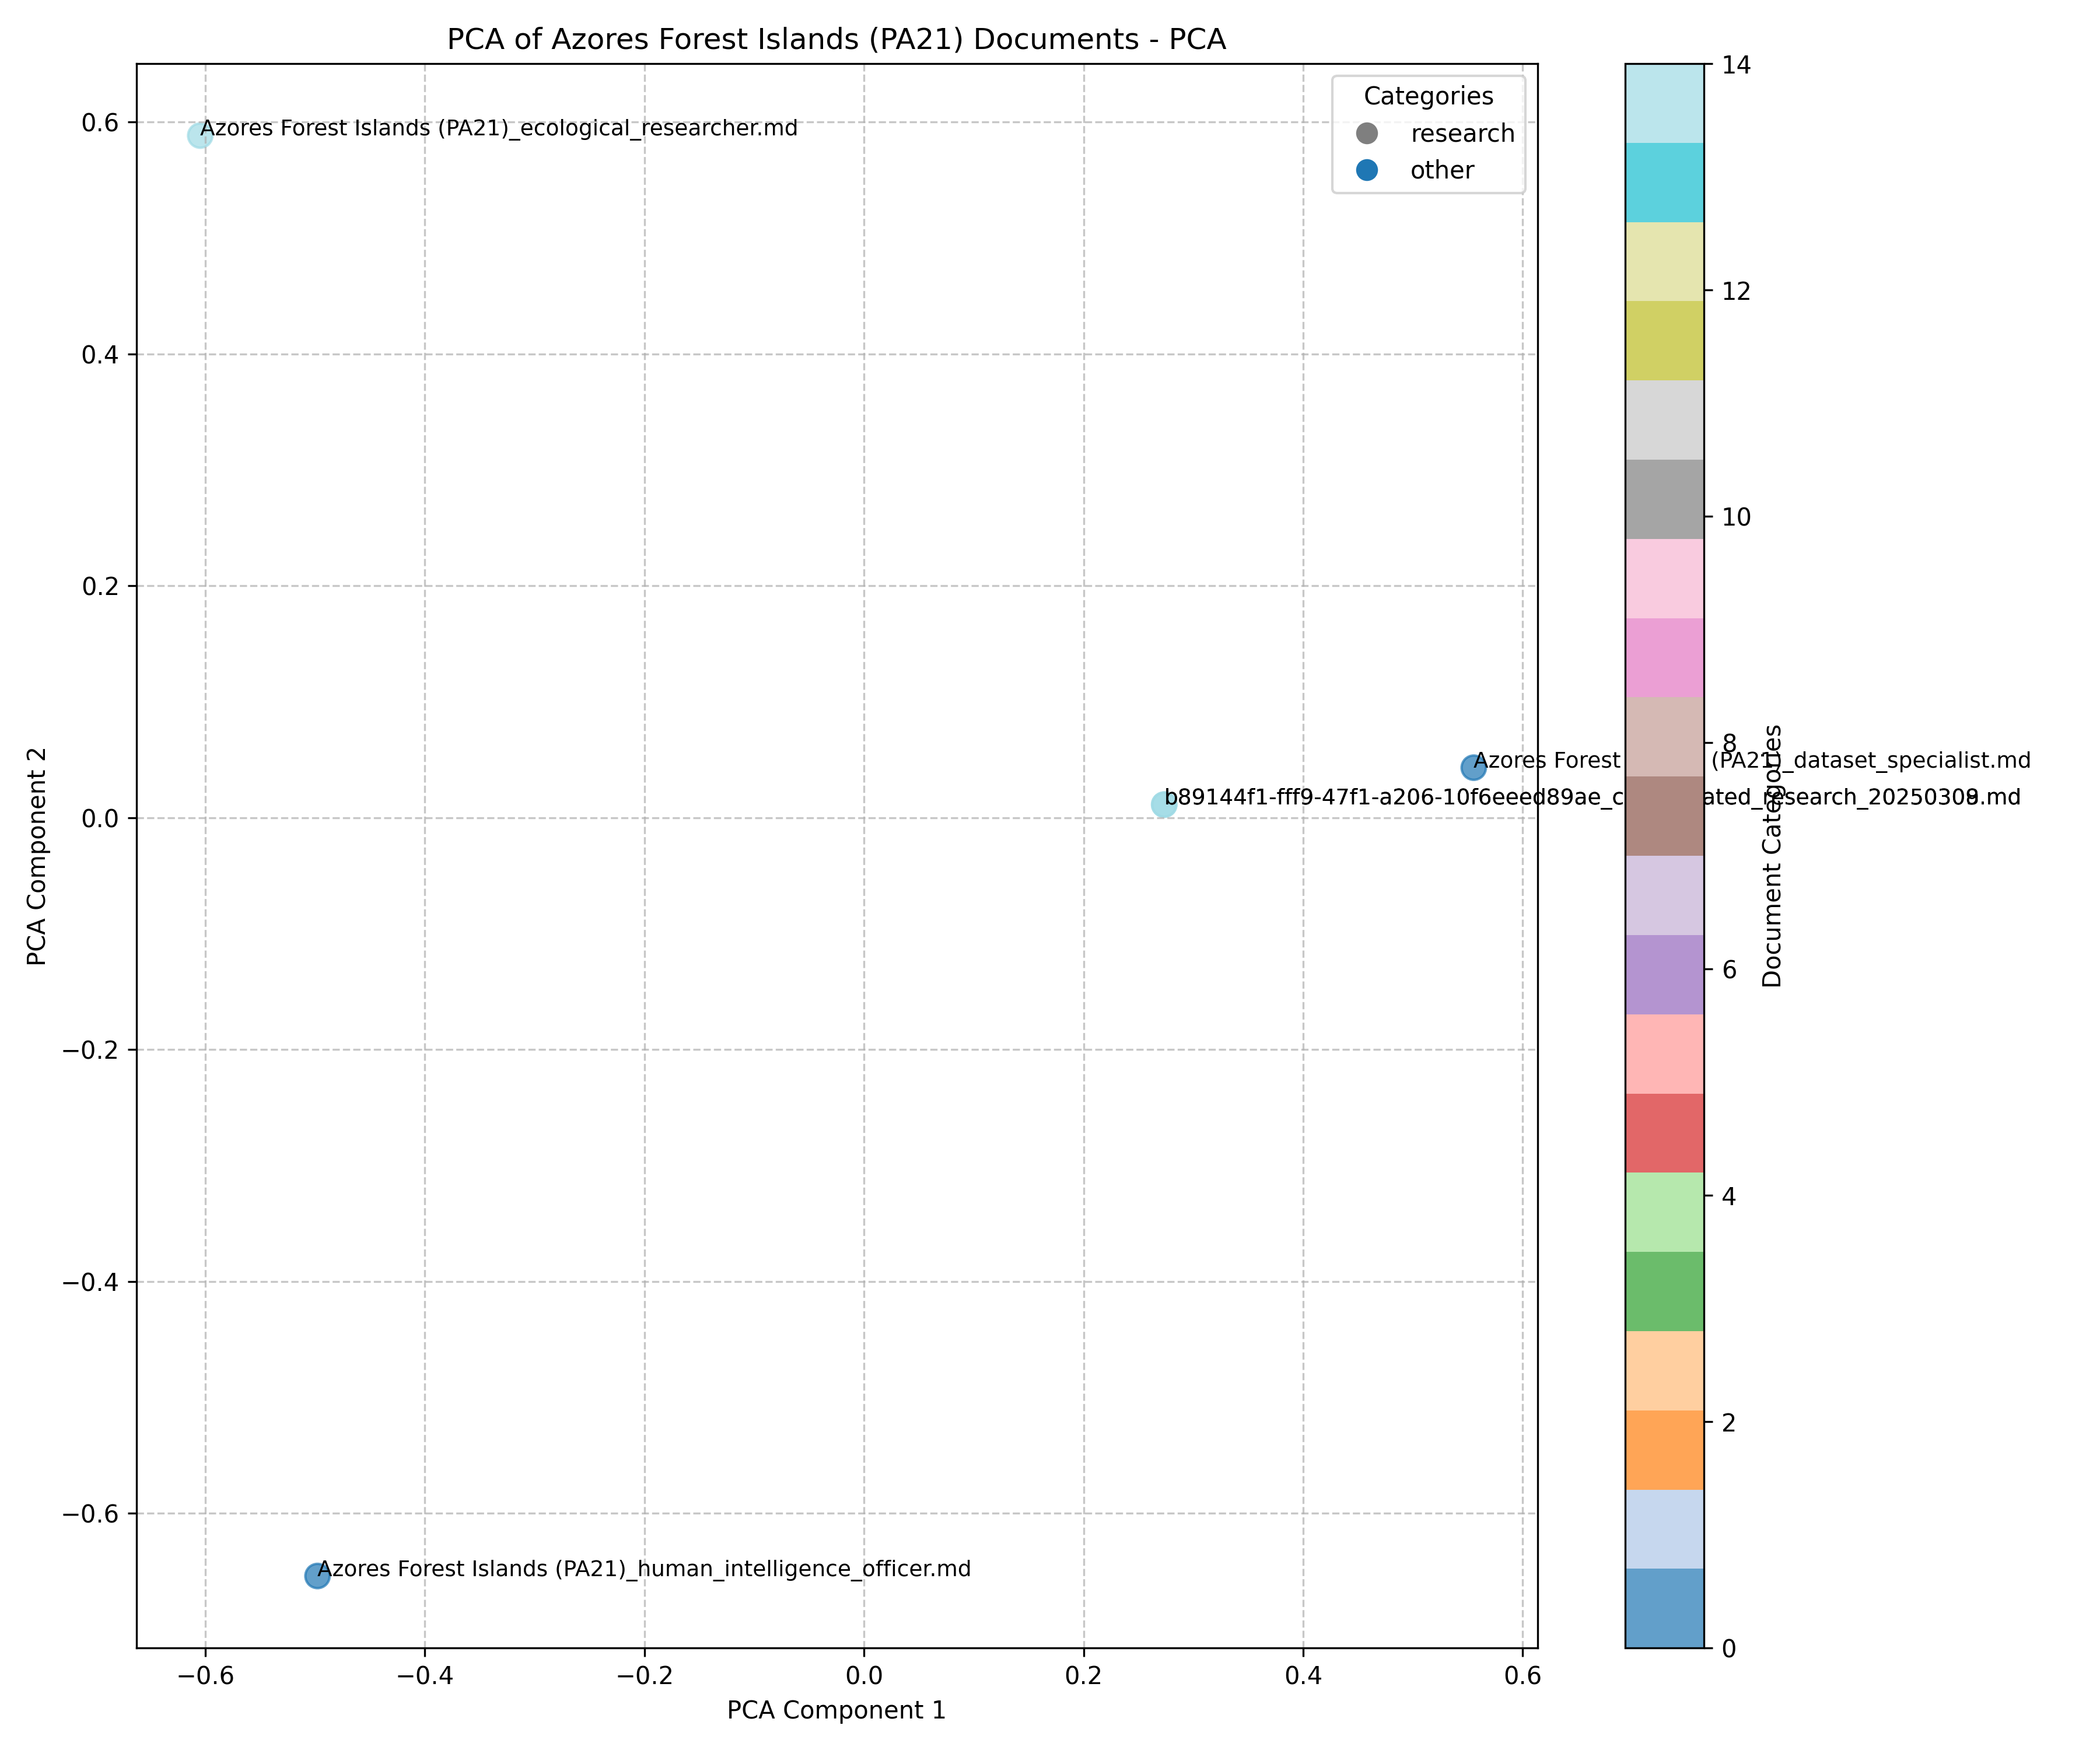 PCA of Azores Forest Islands (PA21) Documents - PCA
Categories
research
other
Azores Forest Islands (PA21)_ecological_researcher.md
Azores Forest (PA21)_dataset_specialist.md
b89144f1-fff9-47f1-a206-10f6eeed89ae_c ated_research_2025030 .md
Azores Forest Islands (PA21)_human_intelligence_officer.md
PCA Component 2
0.6
0.4
0.2
0.0
−0.2
−0.4
−0.6
−0.6
−0.4
−0.2
0.0
0.2
0.4
0.6
PCA Component 1
14
12
10
8
6
4
2
0
Document Categories